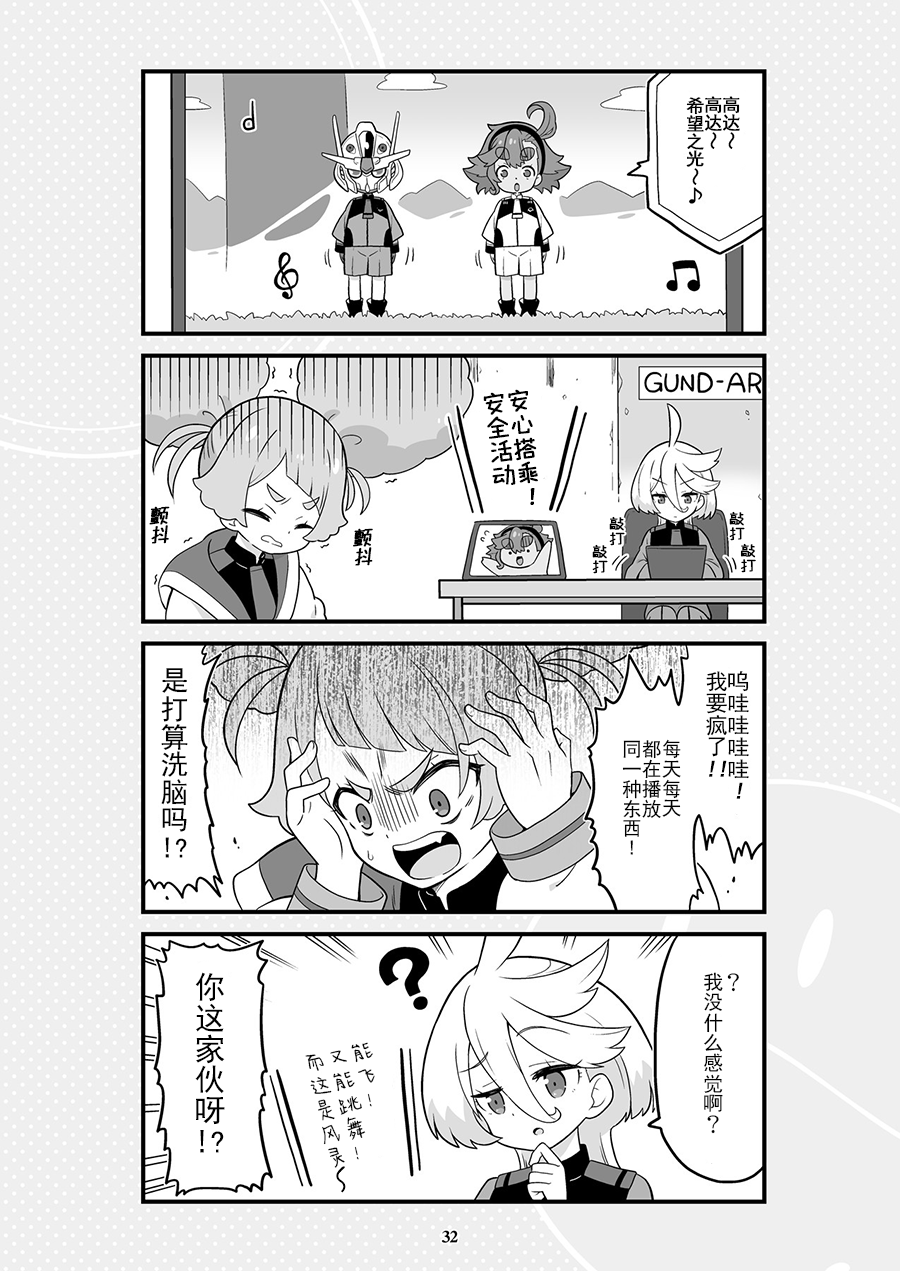 高达~
高达~
希望之光~♪
GUND-AR
安心搭乘！
安全活动
敲打
敲打
敲打
敲打
颤抖
颤抖
呜哇哇哇哇！
我要疯了!!
每天每天
都在播放
同一种东西！
是打算洗脑吗!?
？
我没什么感觉啊？
能飞！
又能跳舞！
而这是风灵~
你这家伙呀!?
32